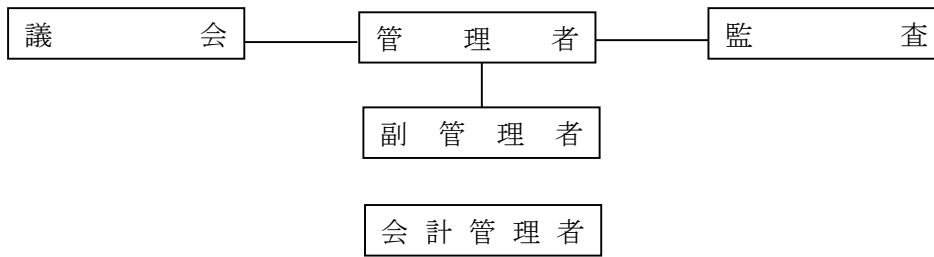 議会
管理者
監査
副管理者
会計管理者